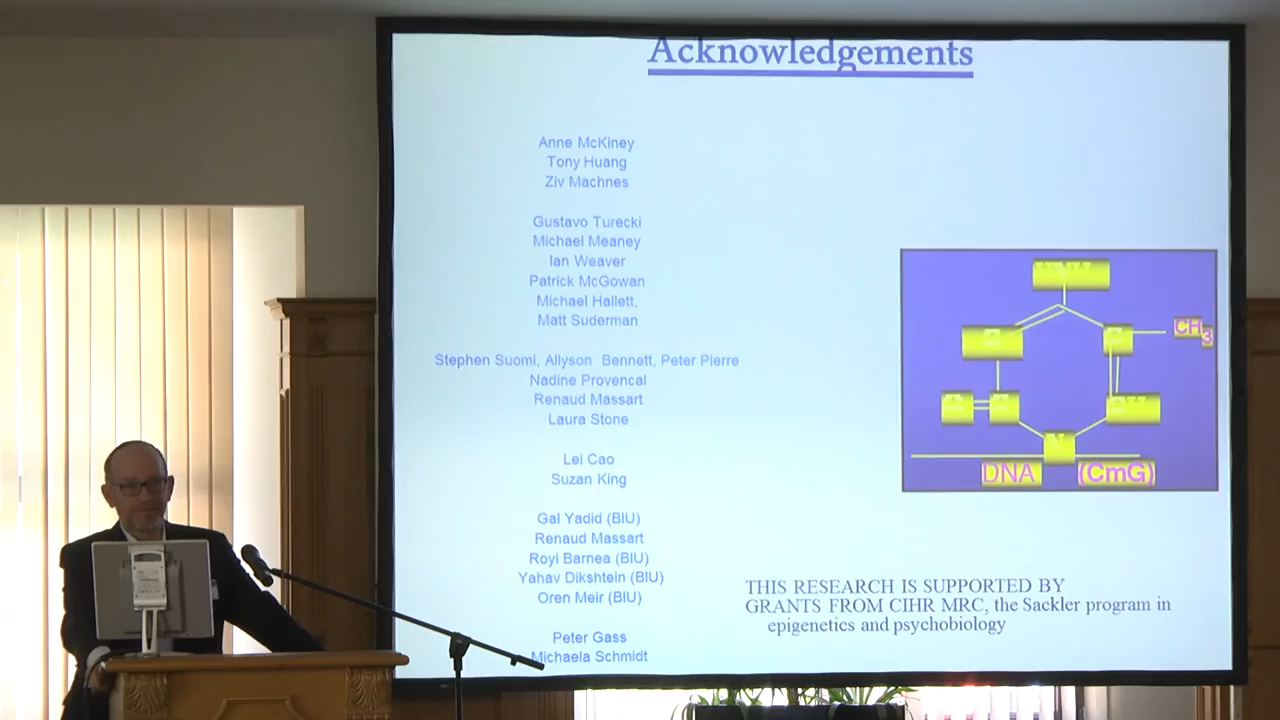 Acknowledgements
Anne McKiney
Tony Huang
Ziv Machnes
Gustavo Turecki
Michael Meaney
Ian Weaver
Patrick McGowan
Michael Hallett,
Matt Suderman
Stephen Suomi, Allyson Bennett, Peter Pierre
Nadine Provencal
Renaud Massart
Laura Stone
Lei Cao
Suzan King
Gal Yadid (BIU)
Renaud Massart
Royi Barnea (BIU)
Yahav Dikshtein (BIU)
Oren Meir (BIU)
Peter Gass
Michaela Schmidt
CH3
DNA (CmG)
THIS RESEARCH IS SUPPORTED BY
GRANTS FROM CIHR MRC, the Sackler program in
epigenetics and psychobiology